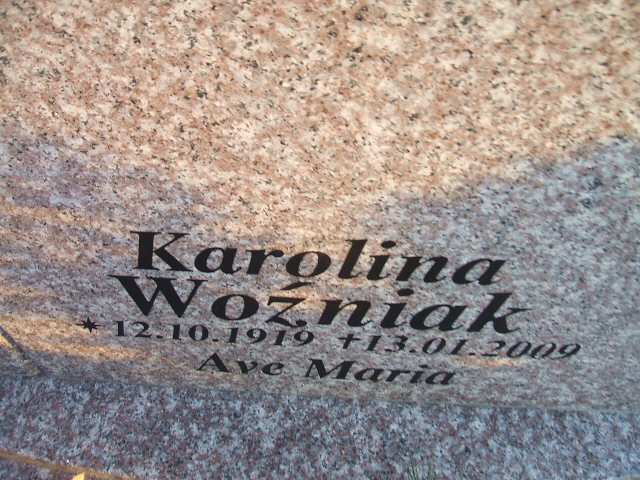 Karolina
Woźniak
* 12.10.1919 †13.01.2009
Ave Maria